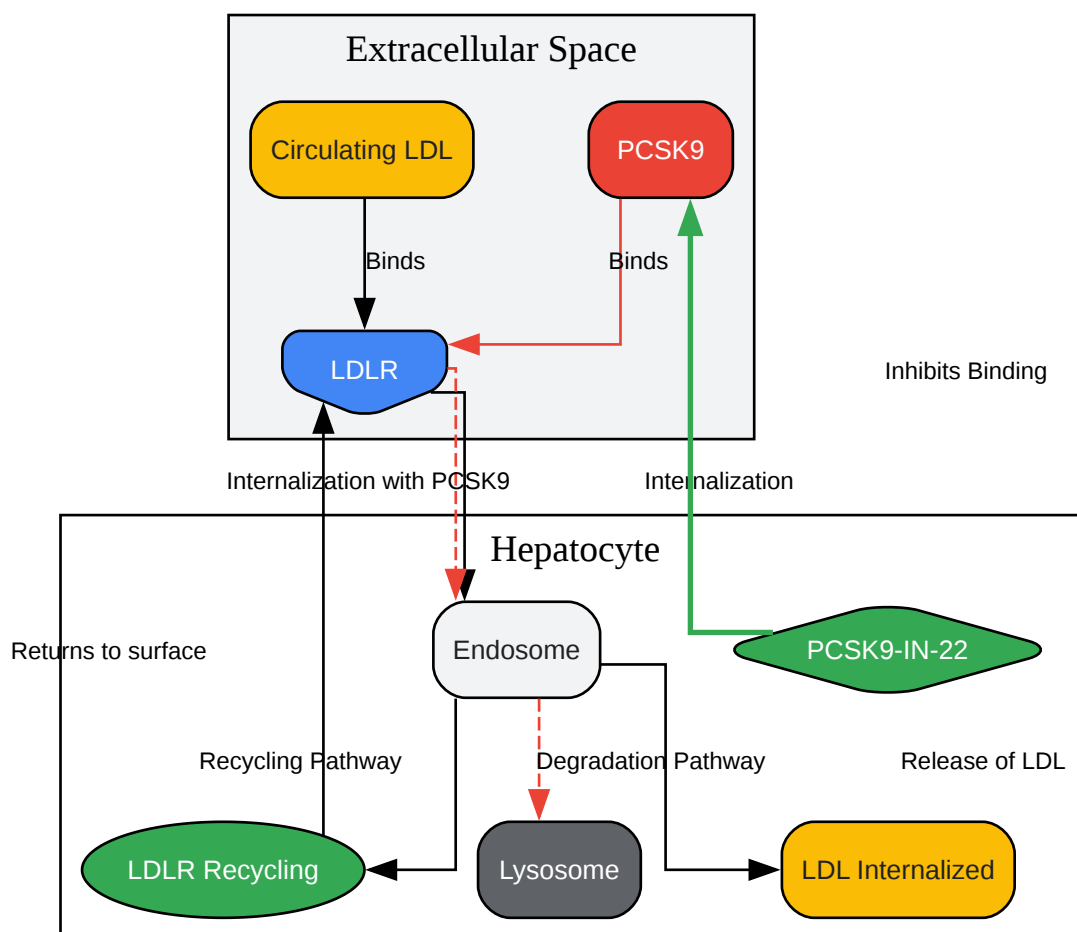 Extracellular Space
Circulating LDL
PCSK9
Binds
Binds
LDLR
Inhibits Binding
Internalization with PCSK9
Internalization
Hepatocyte
Endosome
PCSK9-IN-22
Returns to surface
Recycling Pathway
Degradation Pathway
Release of LDL
LDLR Recycling
Lysosome
LDL Internalized